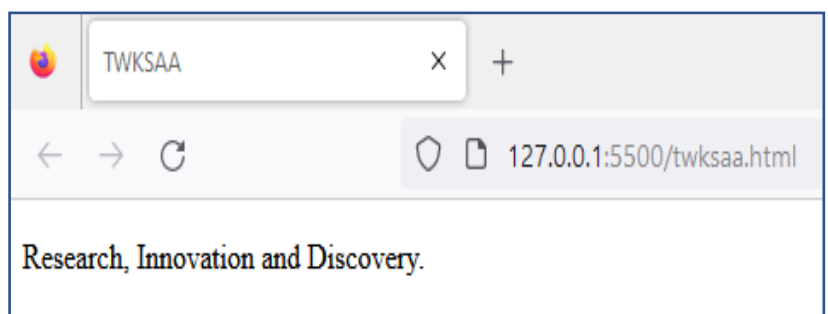 TWKSAA
127.0.0.1:5500/twksaa.html
Research, Innovation and Discovery.